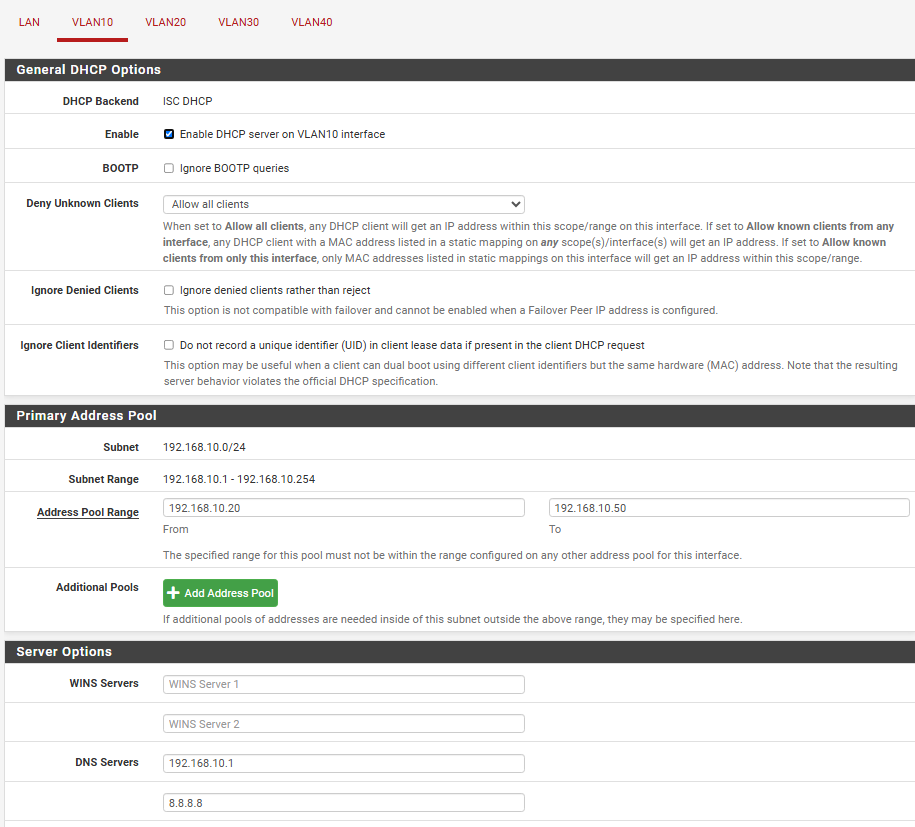 LAN VLAN10 VLAN20 VLAN30 VLAN40
General DHCP Options
DHCP Backend ISC DHCP
Enable Enable DHCP server on VLAN10 interface
BOOTP Ignore BOOTP queries
Deny Unknown Clients Allow all clients
When set to Allow all clients, any DHCP client will get an IP address within this scope/range on this interface. If set to Allow known clients from any
interface, any DHCP client with a MAC address listed in a static mapping on any scope(s)/interface(s) will get an IP address. If set to Allow known
clients from only this interface, only MAC addresses listed in static mappings on this interface will get an IP address within this scope/range.
Ignore Denied Clients Ignore denied clients rather than reject
This option is not compatible with failover and cannot be enabled when a Failover Peer IP address is configured.
Ignore Client Identifiers Do not record a unique identifier (UID) in client lease data if present in the client DHCP request
This option may be useful when a client can dual boot using different client identifiers but the same hardware (MAC) address. Note that the resulting
server behavior violates the official DHCP specification.
Primary Address Pool
Subnet 192.168.10.0/24
Subnet Range 192.168.10.1 - 192.168.10.254
Address Pool Range 192.168.10.20 192.168.10.50
From To
The specified range for this pool must not be within the range configured on any other address pool for this interface.
Additional Pools Add Address Pool
If additional pools of addresses are needed inside of this subnet outside the above range, they may be specified here.
Server Options
WINS Servers WINS Server 1
WINS Server 2
DNS Servers 192.168.10.1
8.8.8.8